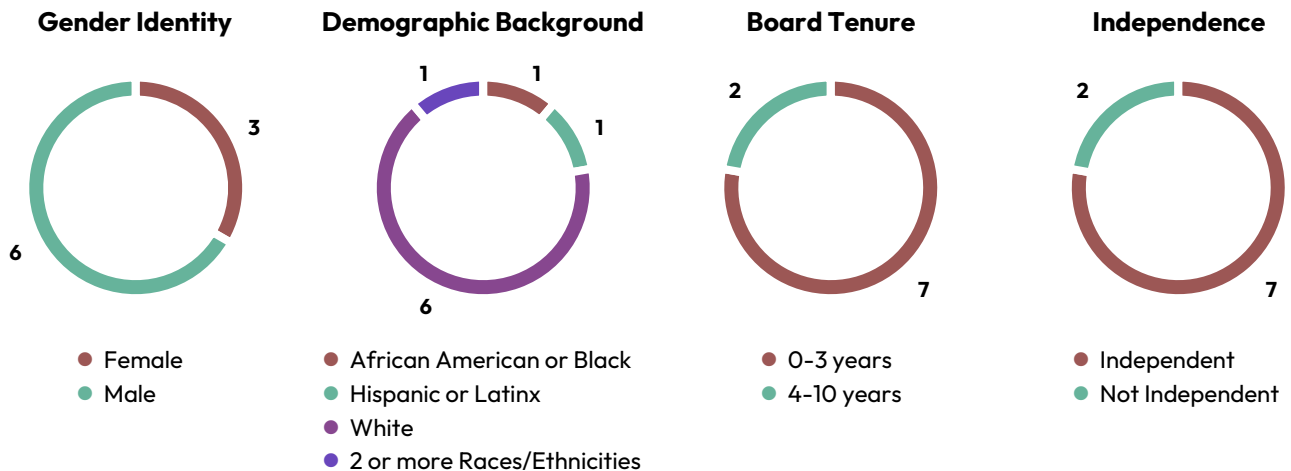 Gender Identity
3
6
Female
Male
Demographic Background
1
1
1
6
African American or Black
Hispanic or Latinx
White
2 or more Races/Ethnicities
Board Tenure
2
7
0-3 years
4-10 years
Independence
2
7
Independent
Not Independent